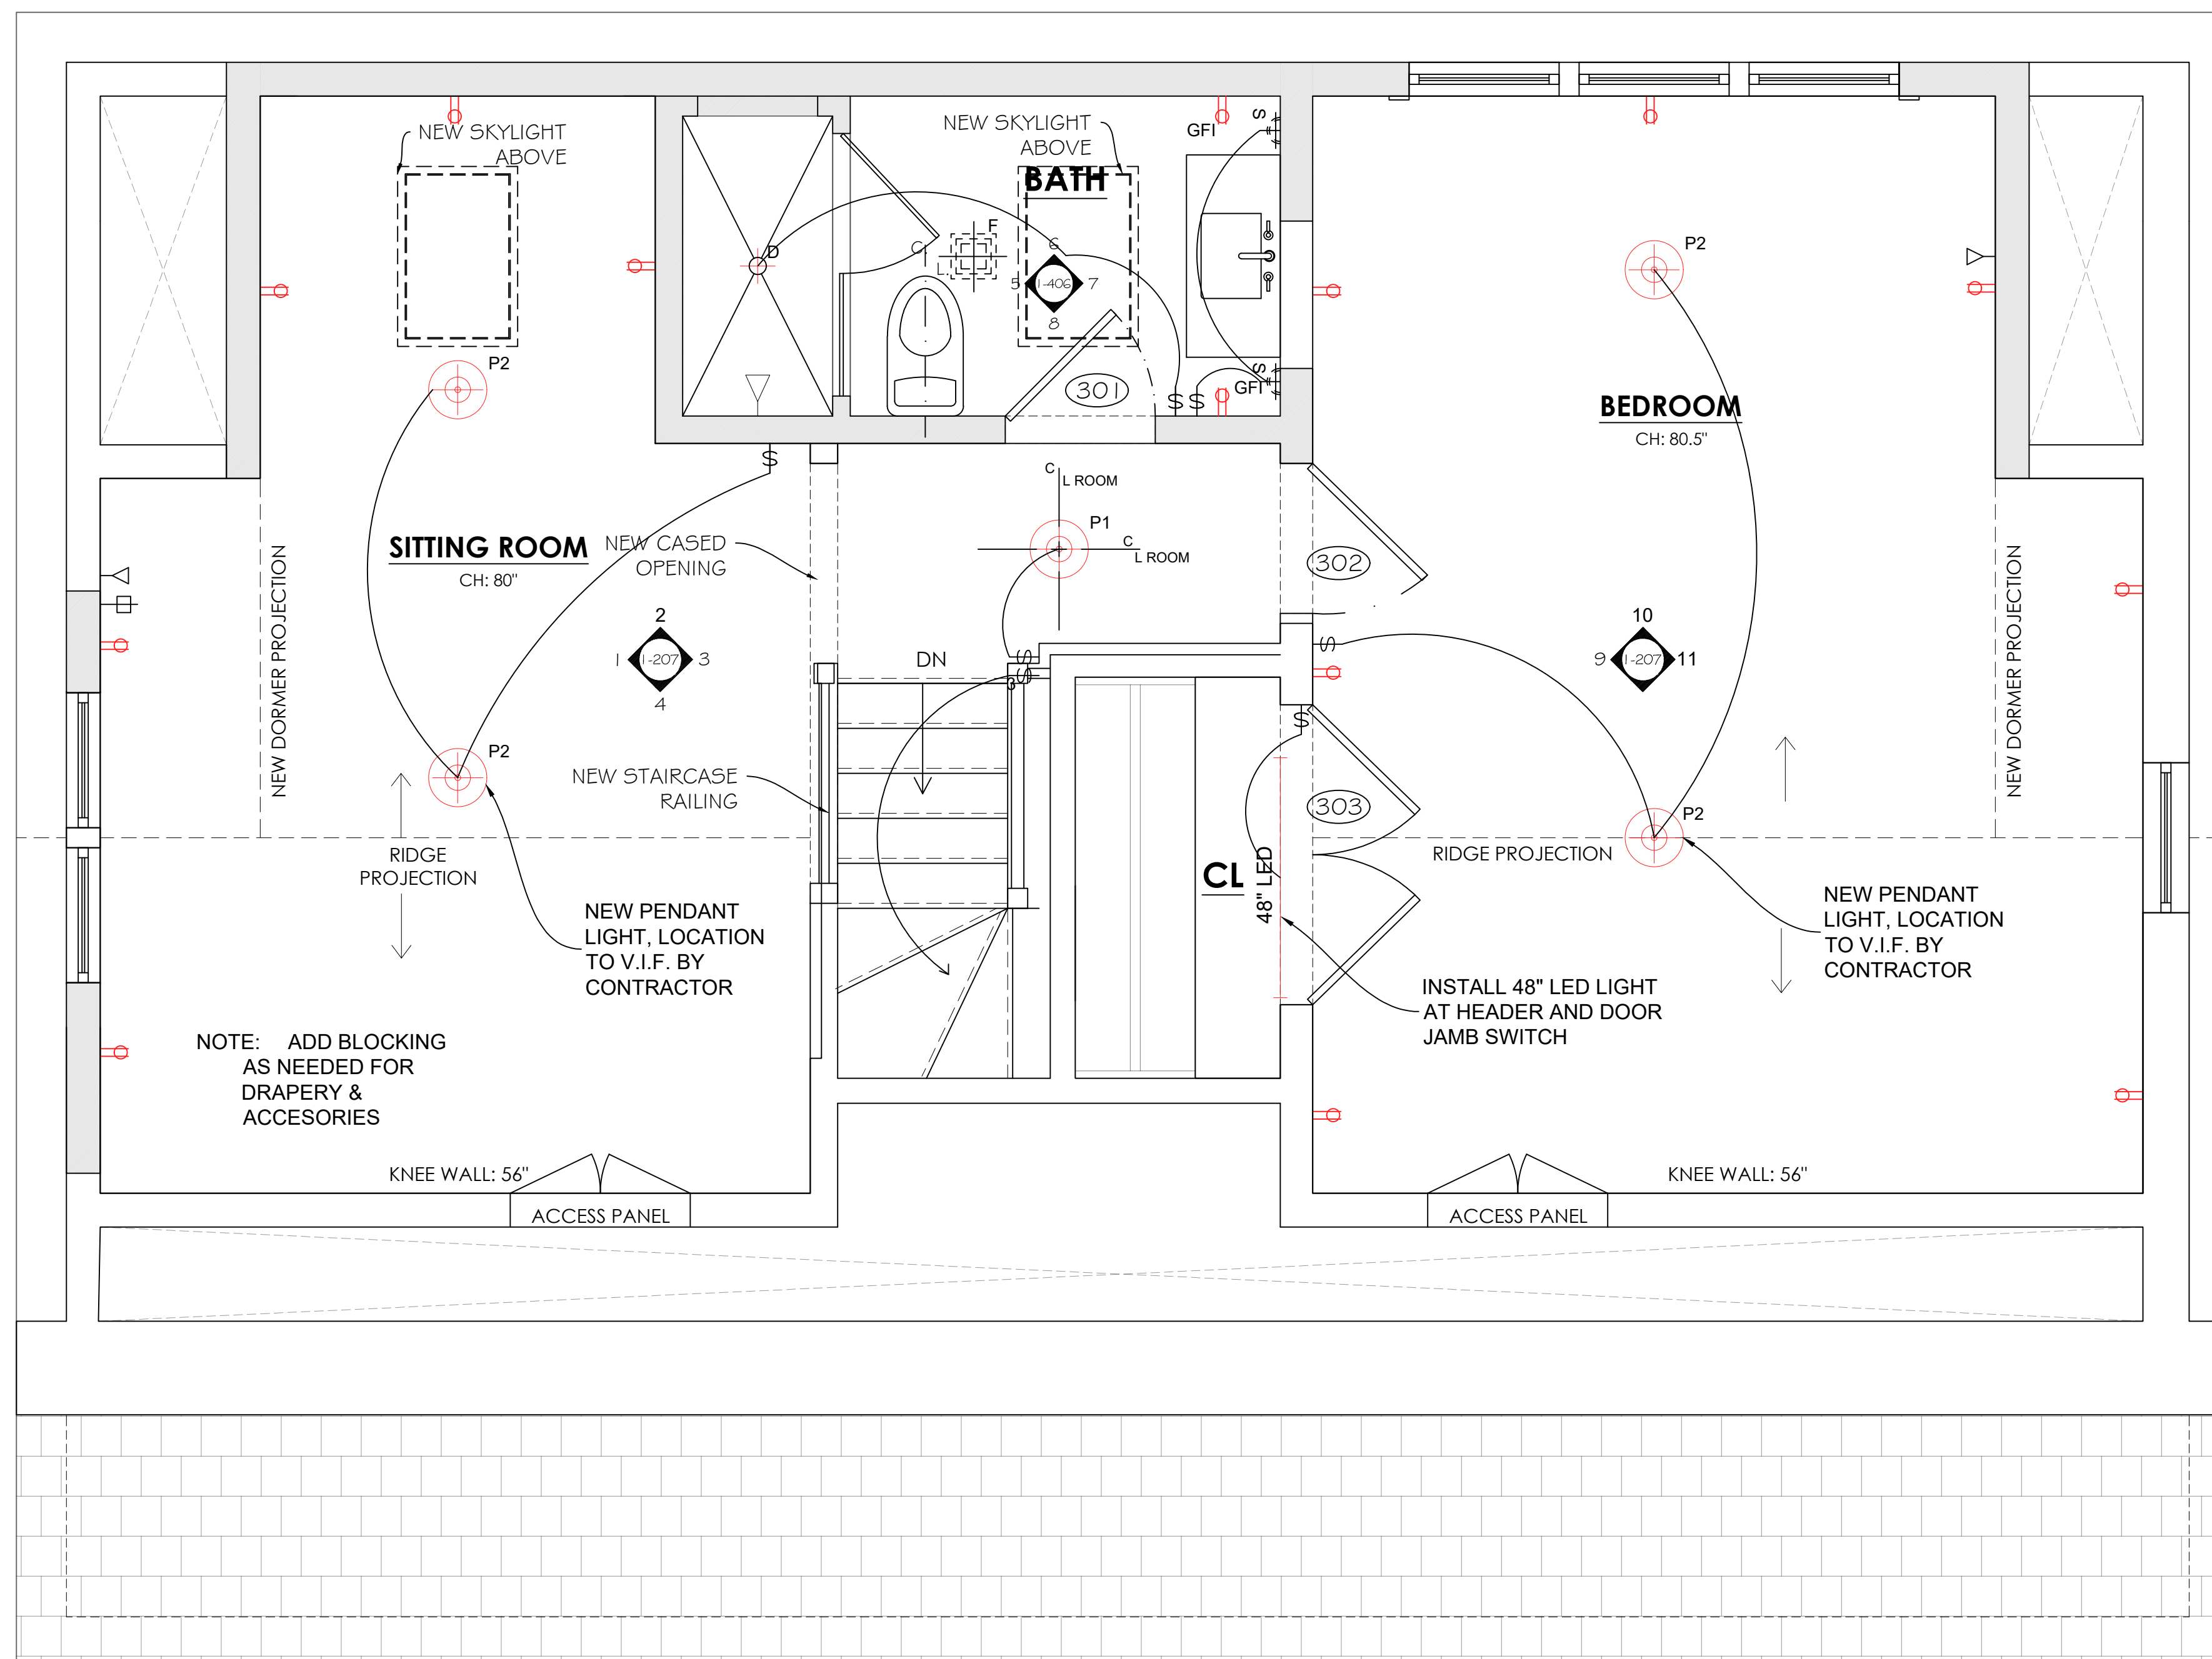 NEW SKYLIGHT
ABOVE
NEW SKYLIGHT
ABOVE
BATH
GFI
S
D
F
C
L
6
5
1-406
7
8
301
S
GFI
S S
P2
P2
BEDROOM
CH: 80.5"
S
C
L ROOM
P1
C
L ROOM
SITTING ROOM
CH: 80"
NEW CASED
OPENING
302
NEW DORMER PROJECTION
NEW DORMER PROJECTION
2
1
1-207
3
4
DN
S
S
3
S
10
9
1-207
11
S
P2
NEW STAIRCASE
RAILING
303
P2
RIDGE
PROJECTION
RIDGE PROJECTION
CL
48" LED
NEW PENDANT
LIGHT, LOCATION
TO V.I.F. BY
CONTRACTOR
NEW PENDANT
LIGHT, LOCATION
TO V.I.F. BY
CONTRACTOR
INSTALL 48" LED LIGHT
AT HEADER AND DOOR
JAMB SWITCH
NOTE: ADD BLOCKING
AS NEEDED FOR
DRAPERY &
ACCESORIES
KNEE WALL: 56"
KNEE WALL: 56"
ACCESS PANEL
ACCESS PANEL